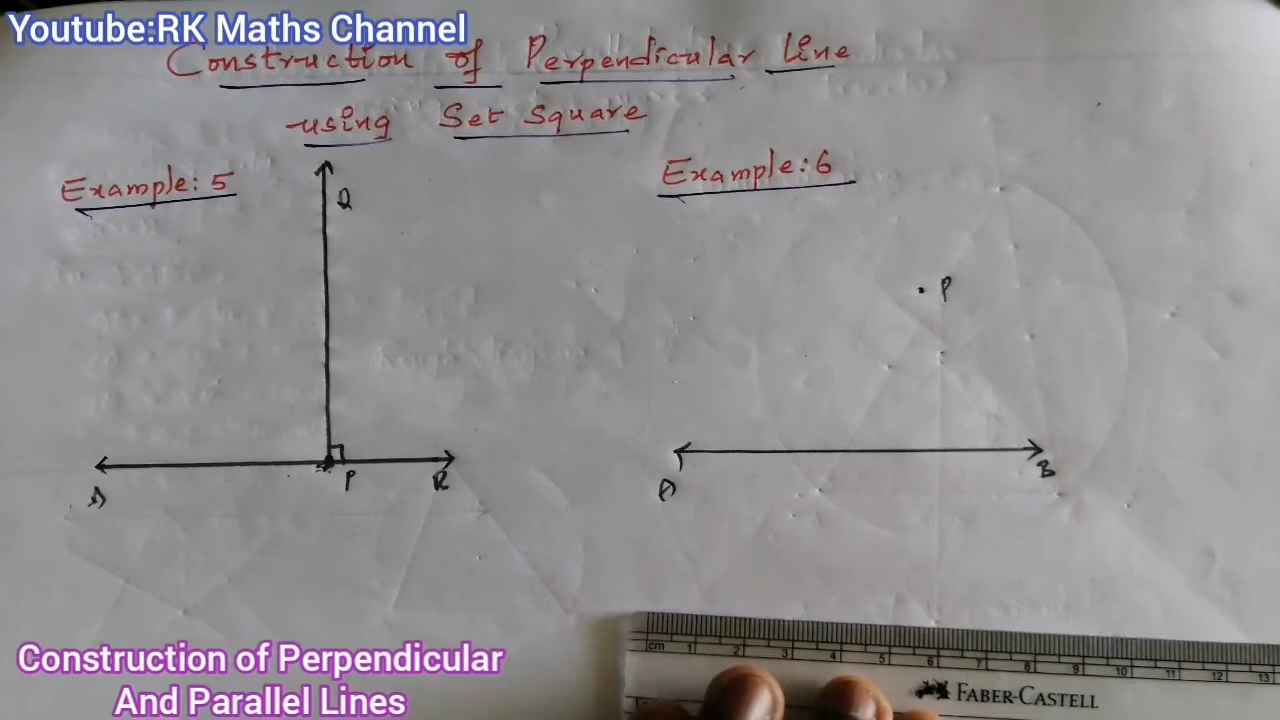 Youtube:RK Maths Channel
Construction of Perpendicular line
using Set Square
Example: 5
Q
P
Example: 6
P
A
B
cm 1 2 3 4 5 6 7 8 9 10 11 12 13
FABER-CASTELL
Construction of Perpendicular
And Parallel Lines